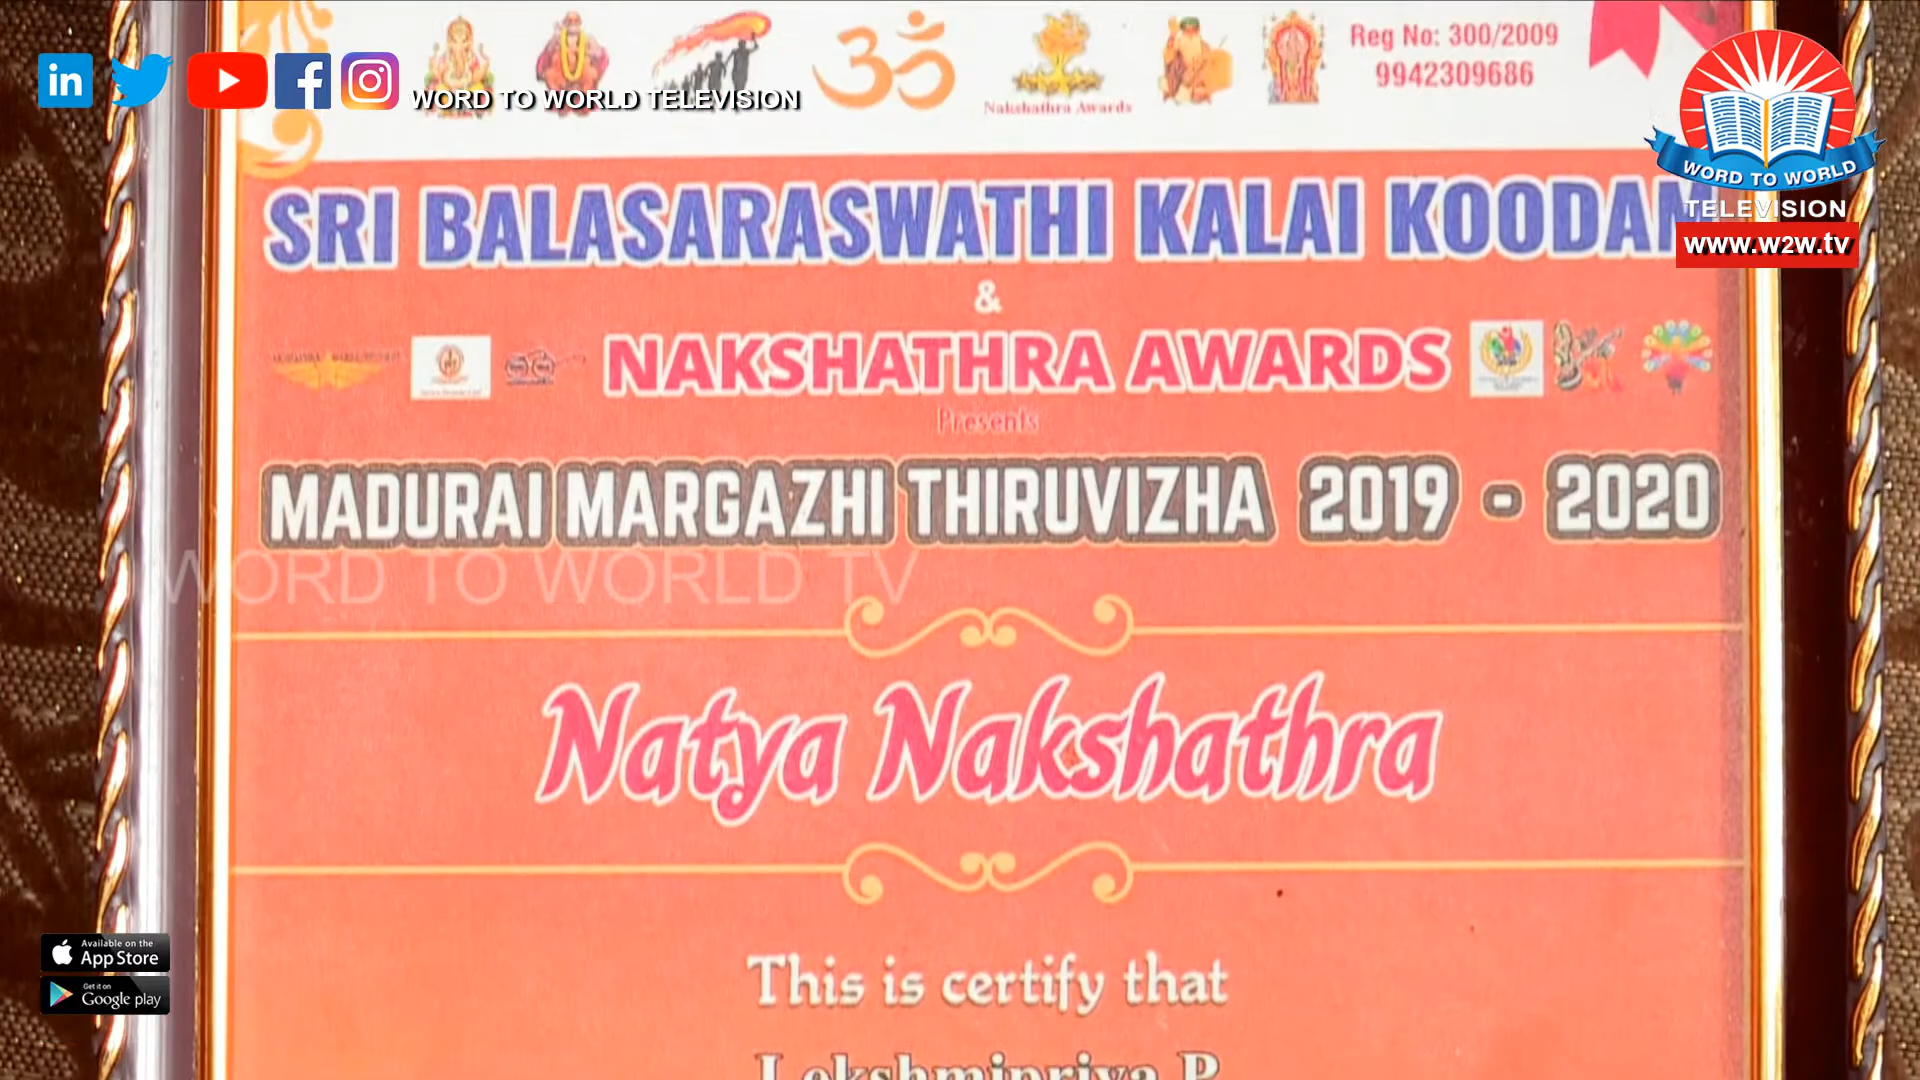 Reg No: 300/2009
9942309686
Nakshathra Awards
WORD TO WORLD TELEVISION
WORD TO WORLD
TELEVISION
www.w2w.tv
SRI BALASARASWATHI KALAI KOODAM
&
NAKSHATHRA AWARDS
Presents
MADURAI MARGAZHI THIRUVIZHA 2019 - 2020
WORD TO WORLD TV
Natya Nakshathra
This is certify that
Lokshmipriya P
Available on the
App Store
Get it on
Google play